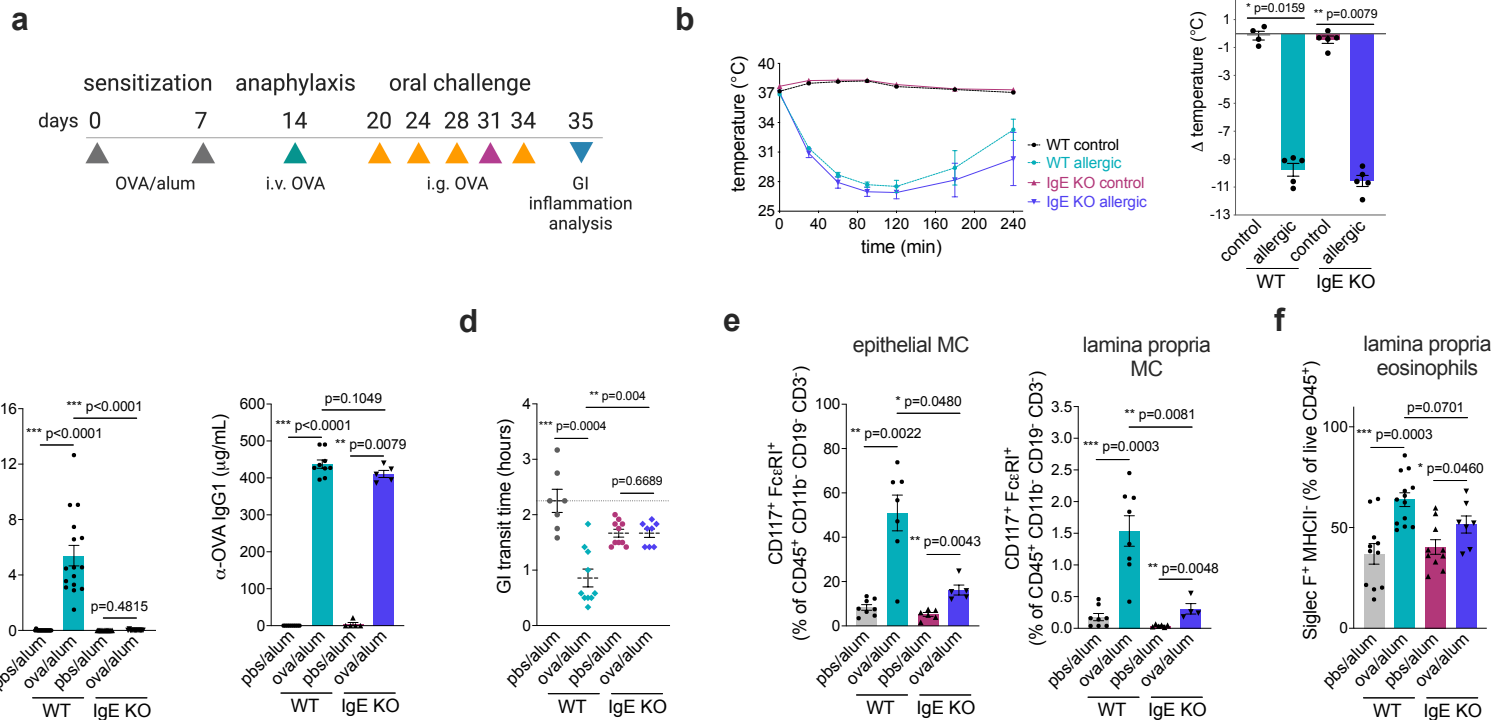 a
sensitization anaphylaxis oral challenge
days 0 7 14 20 24 28 31 34 35
OVA/alum i.v. OVA i.g. OVA GI
inflammation
analysis
b
temperature (°C)
40
37
34
31
28
25
0 40 80 120 160 200 240
time (min)
WT control
WT allergic
IgE KO control
IgE KO allergic
Δ temperature (°C)
* p=0.0159 ** p=0.0079
1
-1
-3
-5
-7
-9
-11
-13
control allergic control allergic
WT IgE KO
16
12
8
4
0
*** p<0.0001
*** p<0.0001
p=0.4815
pbs/alum ova/alum pbs/alum ova/alum
WT IgE KO
α-OVA IgG1 (µg/mL)
600
500
400
300
200
100
0
p=0.1049
*** p<0.0001
** p=0.0079
pbs/alum ova/alum pbs/alum ova/alum
WT IgE KO
d
GI transit time (hours)
4
3
2
1
0
** p=0.004
*** p=0.0004
p=0.6689
pbs/alum ova/alum pbs/alum ova/alum
WT IgE KO
e
epithelial MC
CD117⁺ FcεRI⁺
(% of CD45⁺ CD11b⁻ CD19⁻ CD3⁻)
100
80
60
40
20
0
* p=0.0480
** p=0.0022
** p=0.0043
pbs/alum ova/alum pbs/alum ova/alum
WT IgE KO
lamina propria
MC
CD117⁺ FcεRI⁺
(% of CD45⁺ CD11b⁻ CD19⁻ CD3⁻)
3.5
3.0
2.5
2.0
1.5
1.0
0.5
0.0
** p=0.0081
*** p=0.0003
** p=0.0048
pbs/alum ova/alum pbs/alum ova/alum
WT IgE KO
f
lamina propria
eosinophils
Siglec F⁺ MHCII⁻ (% of live CD45⁺)
100
50
0
p=0.0701
*** p=0.0003
* p=0.0460
pbs/alum ova/alum pbs/alum ova/alum
WT IgE KO